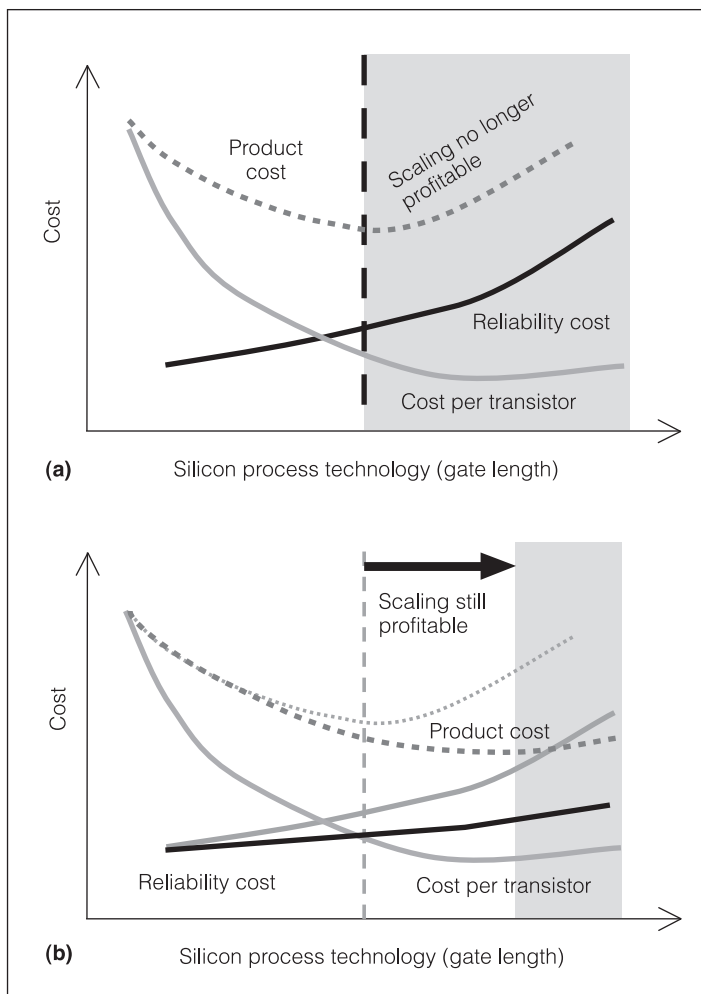 Product
cost
Scaling no longer
profitable
Cost
Reliability cost
Cost per transistor
(a)
Silicon process technology (gate length)
Scaling still
profitable
Cost
Product cost
Reliability cost
Cost per transistor
(b)
Silicon process technology (gate length)